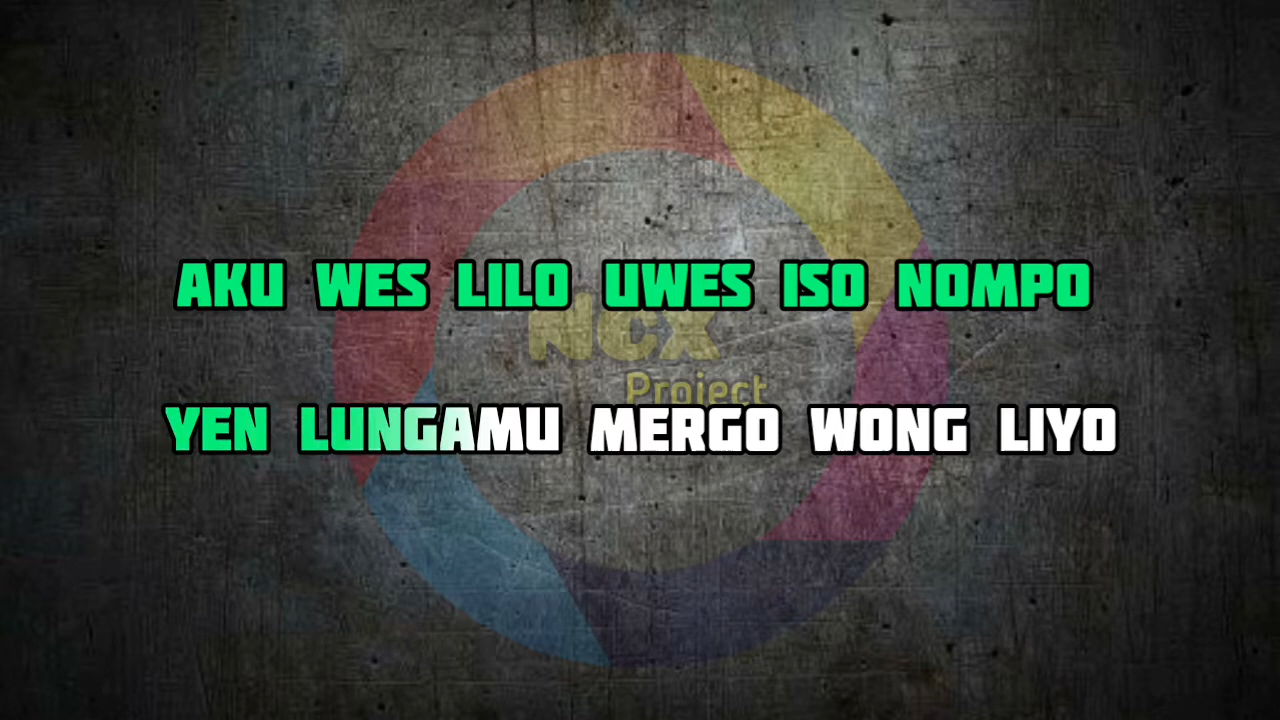 AKU WES LILO UWES ISO NOMPO
Ncx
Project
YEN LUNGAMU MERGO WONG LIYO